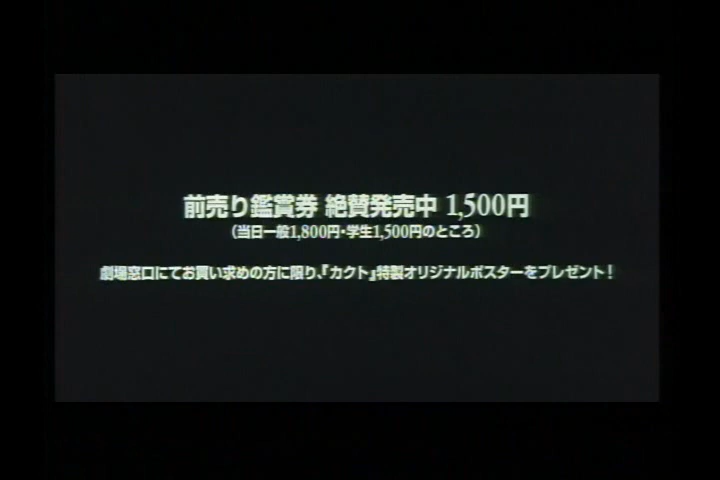 前売り鑑賞券 絶賛発売中 1,500円
（当日一般1,800円・学生1,500円のところ）
劇場窓口にてお買い求めの方に限り、『カクト』特製オリジナルポスターをプレゼント！